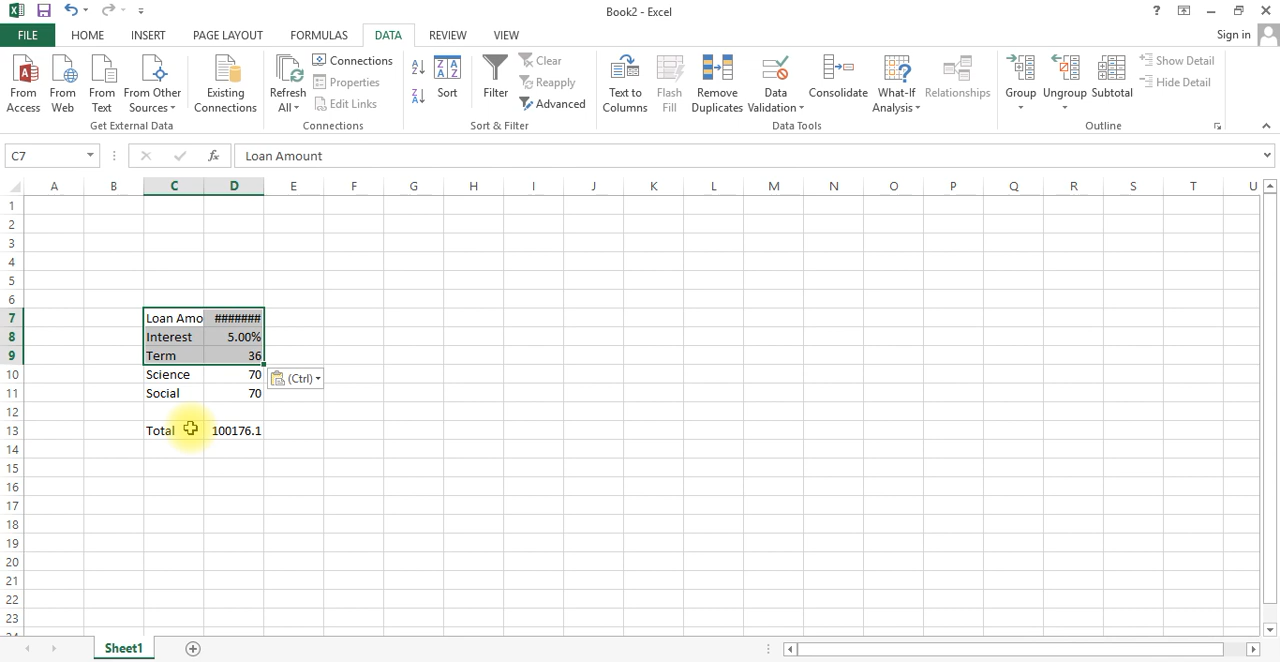 Book2 - Excel
?
Sign in
FILE HOME INSERT PAGE LAYOUT FORMULAS DATA REVIEW VIEW
From Access
From Web
From Text
From Other Sources
Get External Data
Existing Connections
Refresh All
Connections
Properties
Edit Links
Connections
Sort
Filter
Clear
Reapply
Advanced
Sort & Filter
Text to Columns
Flash Fill
Remove Duplicates
Data Validation
Consolidate
What-If Analysis
Relationships
Data Tools
Group
Ungroup
Subtotal
Show Detail
Hide Detail
Outline
C7 fx Loan Amount
A B C D E F G H I J K L M N O P Q R S T U
1
2
3
4
5
6
7 Loan Amo #######
8 Interest 5.00%
9 Term 36
10 Science 70 (Ctrl)
11 Social 70
12
13 Total 100176.1
14
15
16
17
18
19
20
21
22
23
24
Sheet1